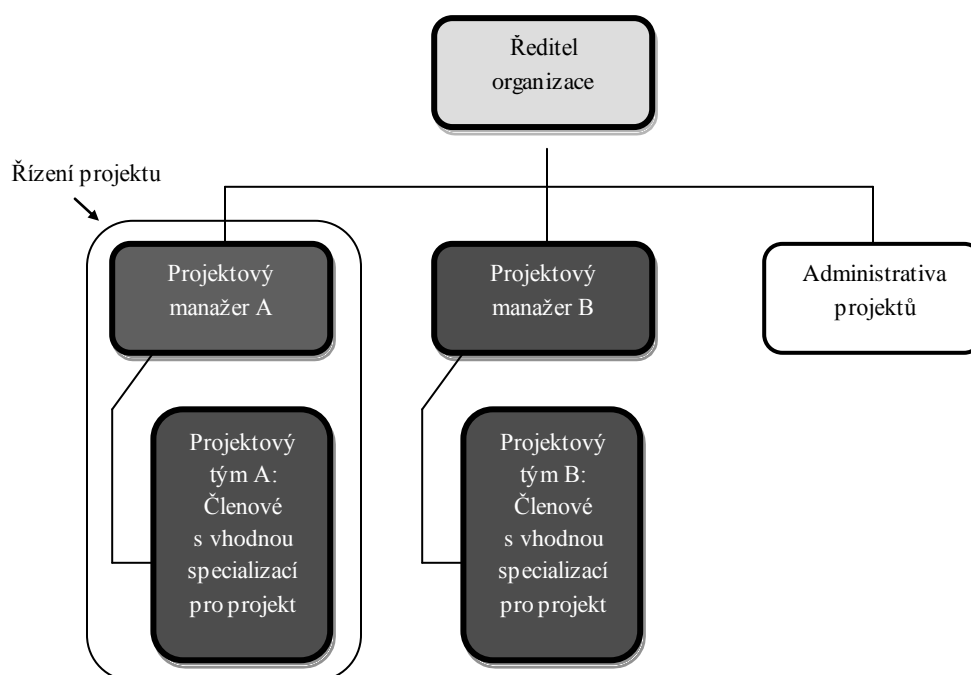 Ředitel
organizace
Řízení projektu
Projektový
manažer A
Projektový
manažer B
Administrativa
projektů
Projektový
tým A:
Členové
s vhodnou
specializací
pro projekt
Projektový
tým B:
Členové
s vhodnou
specializací
pro projekt